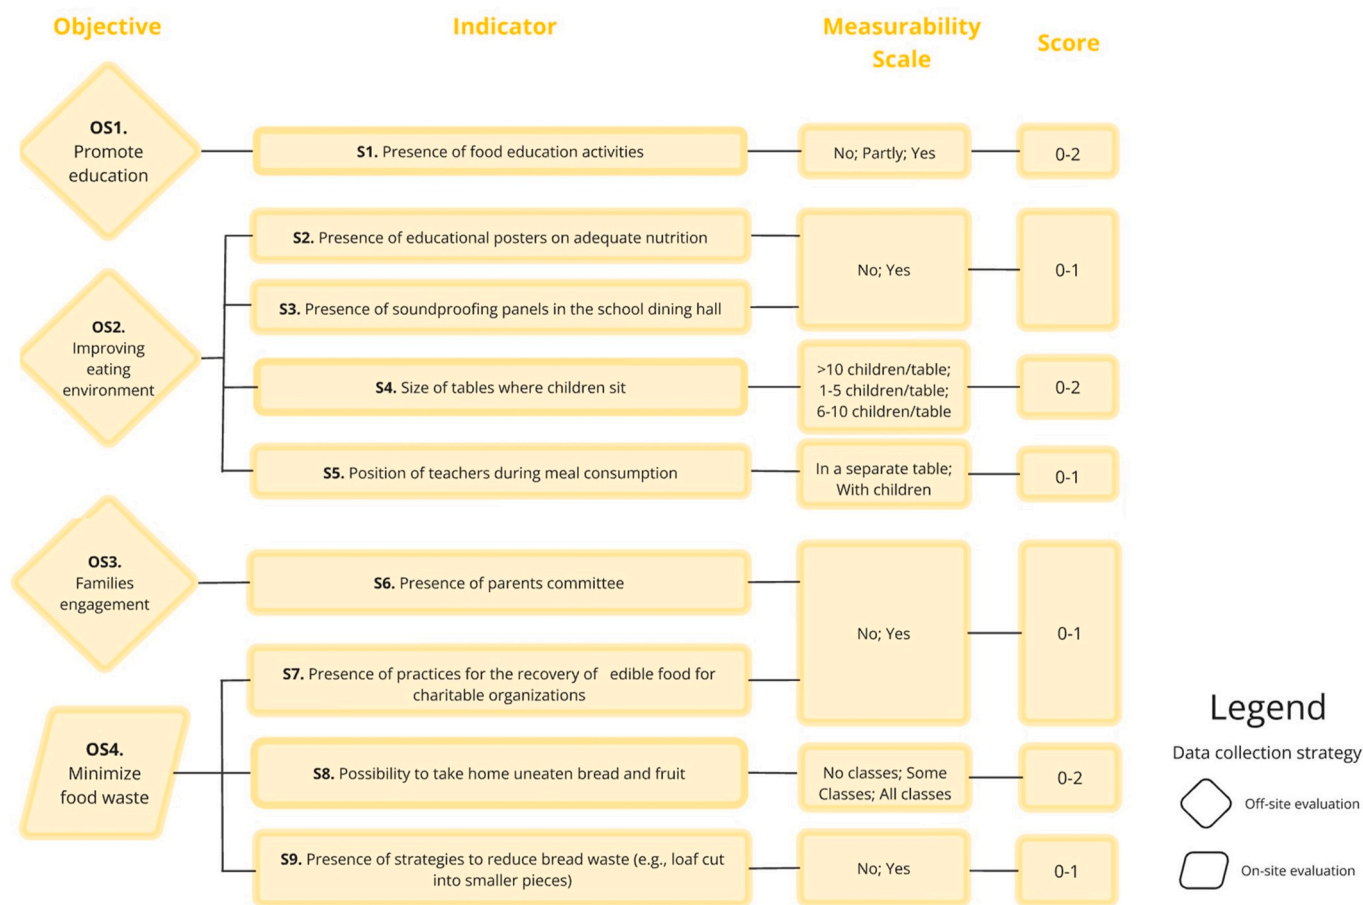 Objective
Indicator
Measurability
Scale
Score
OS1.
Promote
education
S1. Presence of food education activities
No; Partly; Yes
0-2
OS2.
Improving
eating
environment
S2. Presence of educational posters on adequate nutrition
S3. Presence of soundproofing panels in the school dining hall
No; Yes
0-1
S4. Size of tables where children sit
>10 children/table;
1-5 children/table;
6-10 children/table
0-2
S5. Position of teachers during meal consumption
In a separate table;
With children
0-1
OS3.
Families
engagement
S6. Presence of parents committee
No; Yes
0-1
OS4.
Minimize
food waste
S7. Presence of practices for the recovery of edible food for
charitable organizations
S8. Possibility to take home uneaten bread and fruit
No classes; Some
Classes; All classes
0-2
S9. Presence of strategies to reduce bread waste (e.g., loaf cut
into smaller pieces)
No; Yes
0-1
Legend
Data collection strategy
Off-site evaluation
On-site evaluation